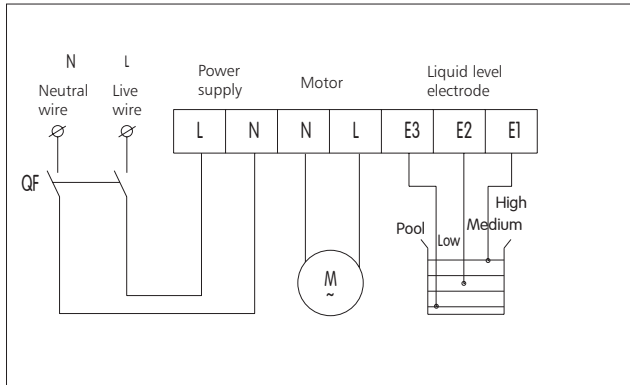 N L
Neutral wire
Live wire
Power supply
Motor
Liquid level electrode
L N N L E3 E2 E1
QF
High
Medium
Low
Pool
M
~